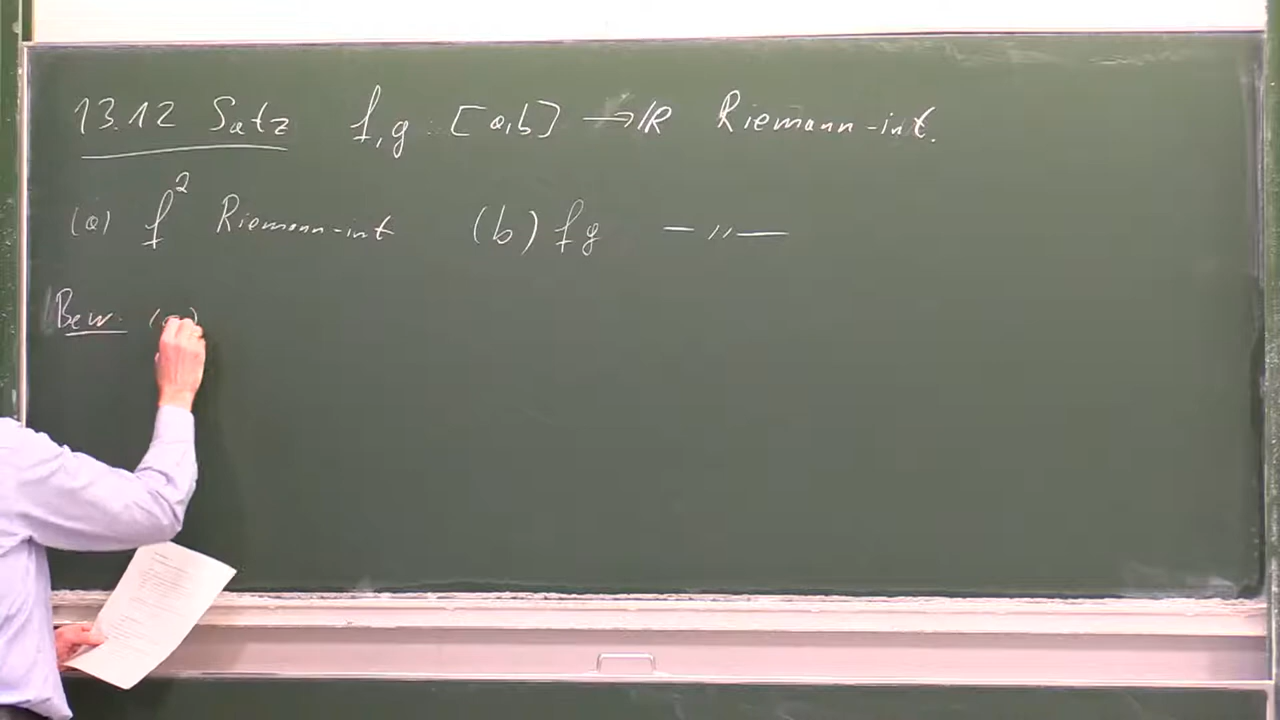 13.12 Satz f,g : [a,b] → ℝ Riemann-int.
(a) f² Riemann-int (b) fg — 〃 —
Bew. (a)